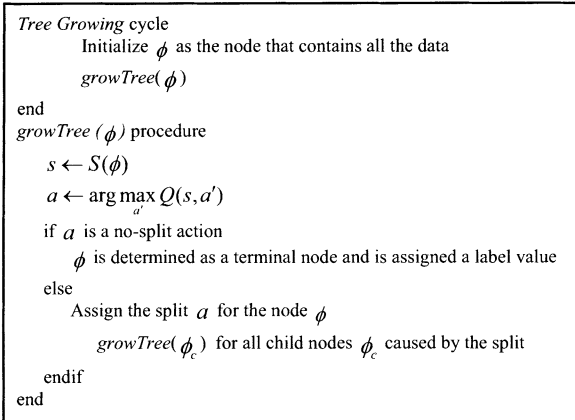 Tree Growing cycle
Initialize ϕ as the node that contains all the data
growTree(ϕ)
end
growTree (ϕ) procedure
s ← S(ϕ)
a ← arg max Q(s, a′)
a′
if a is a no-split action
ϕ is determined as a terminal node and is assigned a label value
else
Assign the split a for the node ϕ
growTree(ϕc) for all child nodes ϕc caused by the split
endif
end